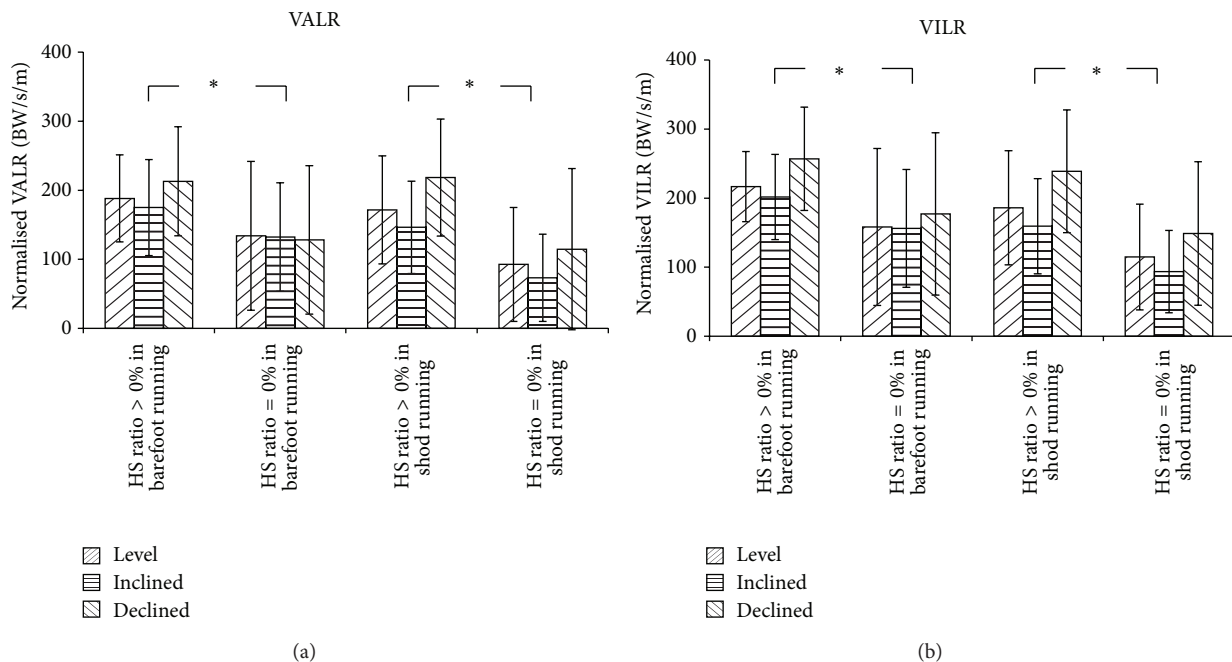 VALR
Normalised VALR (BW/s/m)
400
300
200
100
0
*
*
HS ratio > 0% in
barefoot running
HS ratio = 0% in
barefoot running
HS ratio > 0% in
shod running
HS ratio = 0% in
shod running
Level
Inclined
Declined
(a)
VILR
Normalised VILR (BW/s/m)
400
300
200
100
0
*
*
HS ratio > 0% in
barefoot running
HS ratio = 0% in
barefoot running
HS ratio > 0% in
shod running
HS ratio = 0% in
shod running
Level
Inclined
Declined
(b)